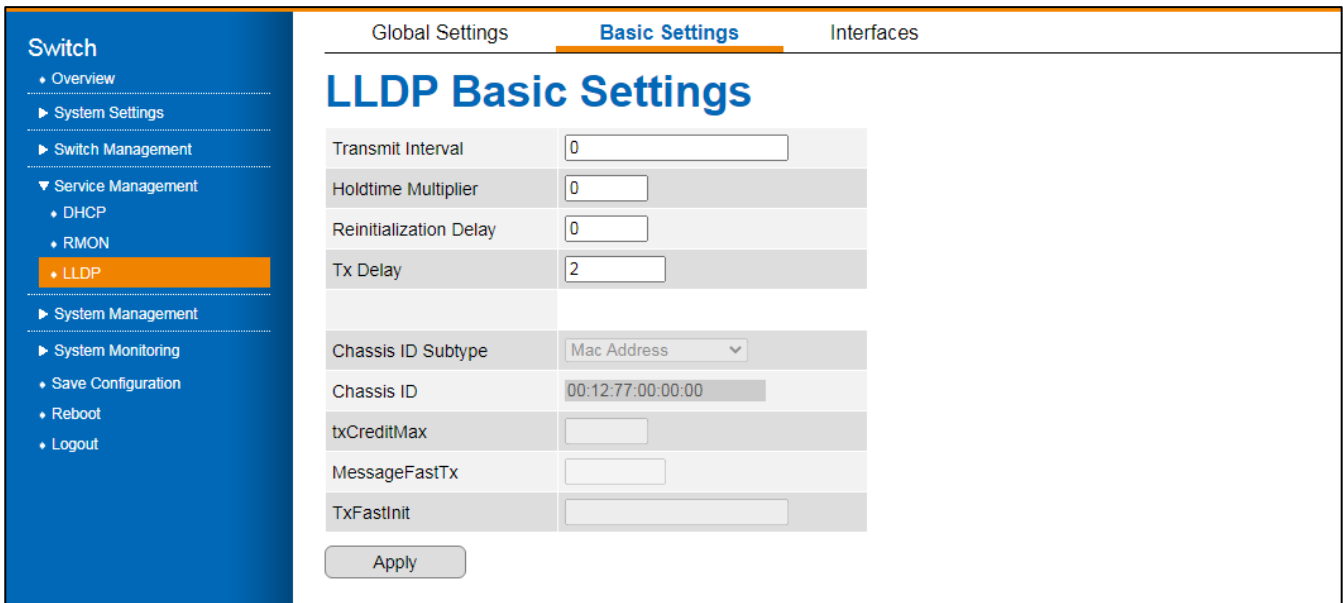 Switch
Overview
System Settings
Switch Management
Service Management
DHCP
RMON
LLDP
System Management
System Monitoring
Save Configuration
Reboot
Logout
Global Settings Basic Settings Interfaces
LLDP Basic Settings
Transmit Interval 0
Holdtime Multiplier 0
Reinitialization Delay 0
Tx Delay 2
Chassis ID Subtype Mac Address
Chassis ID 00:12:77:00:00:00
txCreditMax
MessageFastTx
TxFastInit
Apply